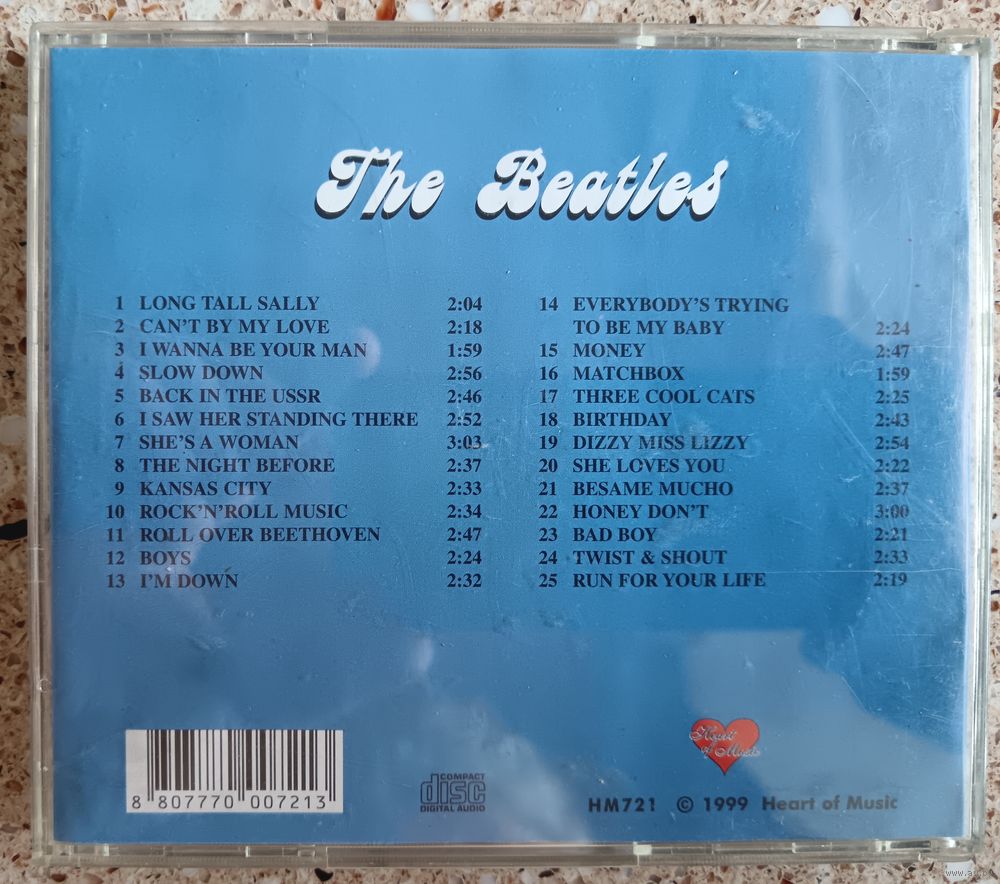 The Beatles
1 LONG TALL SALLY 2:04
2 CAN'T BY MY LOVE 2:18
3 I WANNA BE YOUR MAN 1:59
4 SLOW DOWN 2:56
5 BACK IN THE USSR 2:46
6 I SAW HER STANDING THERE 2:52
7 SHE'S A WOMAN 3:03
8 THE NIGHT BEFORE 2:37
9 KANSAS CITY 2:33
10 ROCK'N'ROLL MUSIC 2:34
11 ROLL OVER BEETHOVEN 2:47
12 BOYS 2:24
13 I'M DOWN 2:32
14 EVERYBODY'S TRYING
TO BE MY BABY 2:24
15 MONEY 2:47
16 MATCHBOX 1:59
17 THREE COOL CATS 2:25
18 BIRTHDAY 2:43
19 DIZZY MISS LIZZY 2:54
20 SHE LOVES YOU 2:22
21 BESAME MUCHO 2:37
22 HONEY DON'T 3:00
23 BAD BOY 2:21
24 TWIST & SHOUT 2:33
25 RUN FOR YOUR LIFE 2:19
Heart
of Music
8 807770 007213
COMPACT
disc
DIGITAL AUDIO
HM721 © 1999 Heart of Music